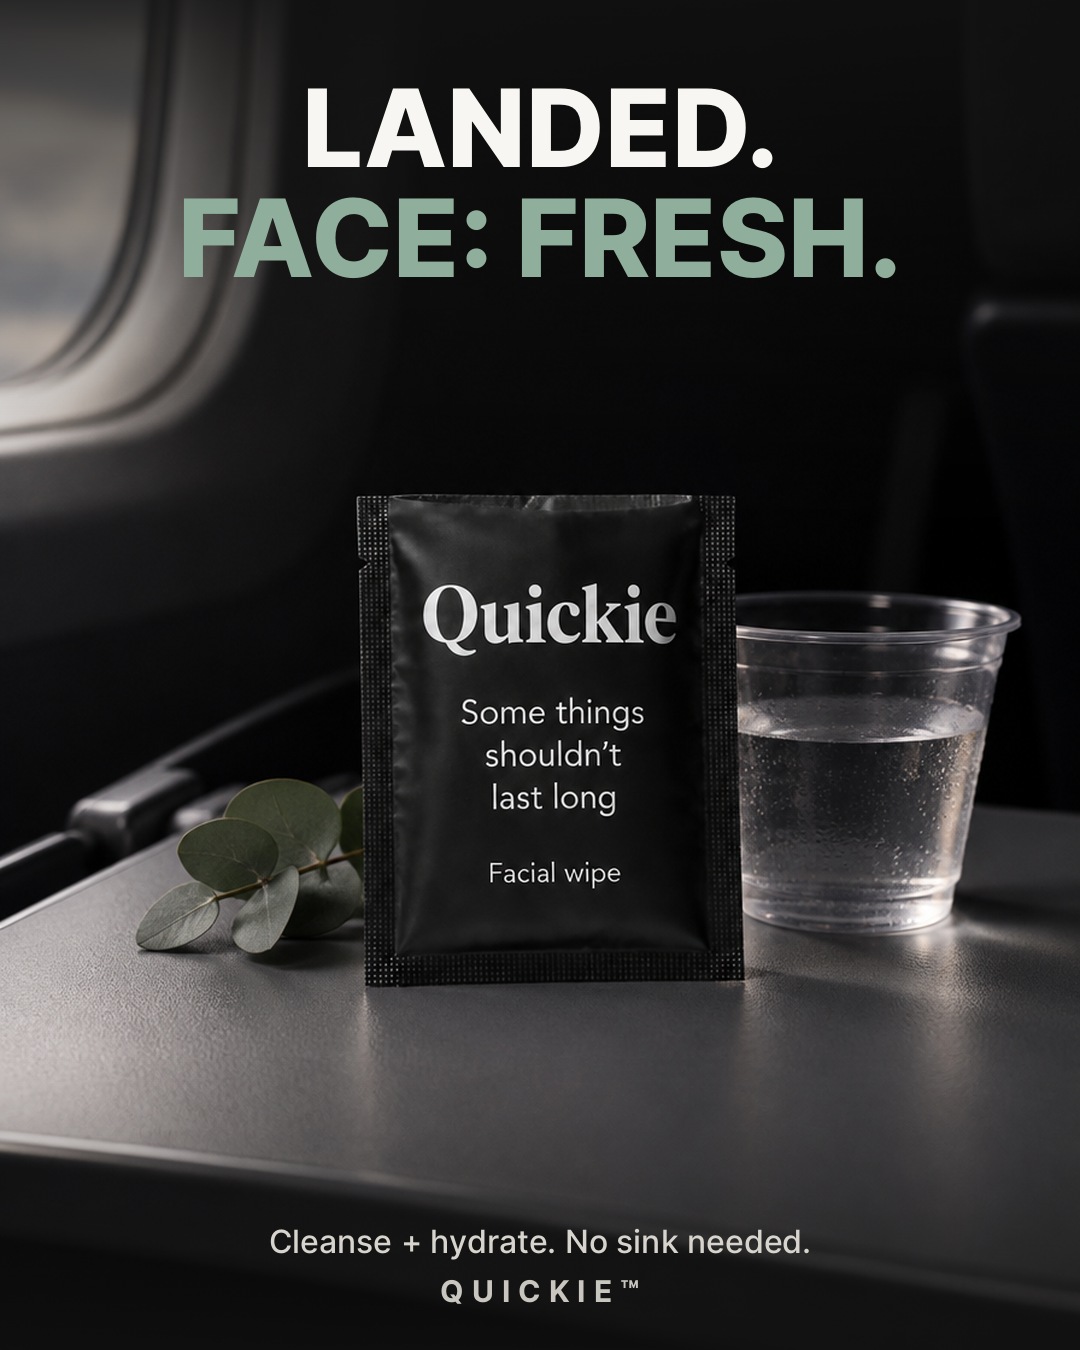 LANDED.
FACE: FRESH.
Quickie
Some things
shouldn’t
last long
Facial wipe
Cleanse + hydrate. No sink needed.
QUICKIE™